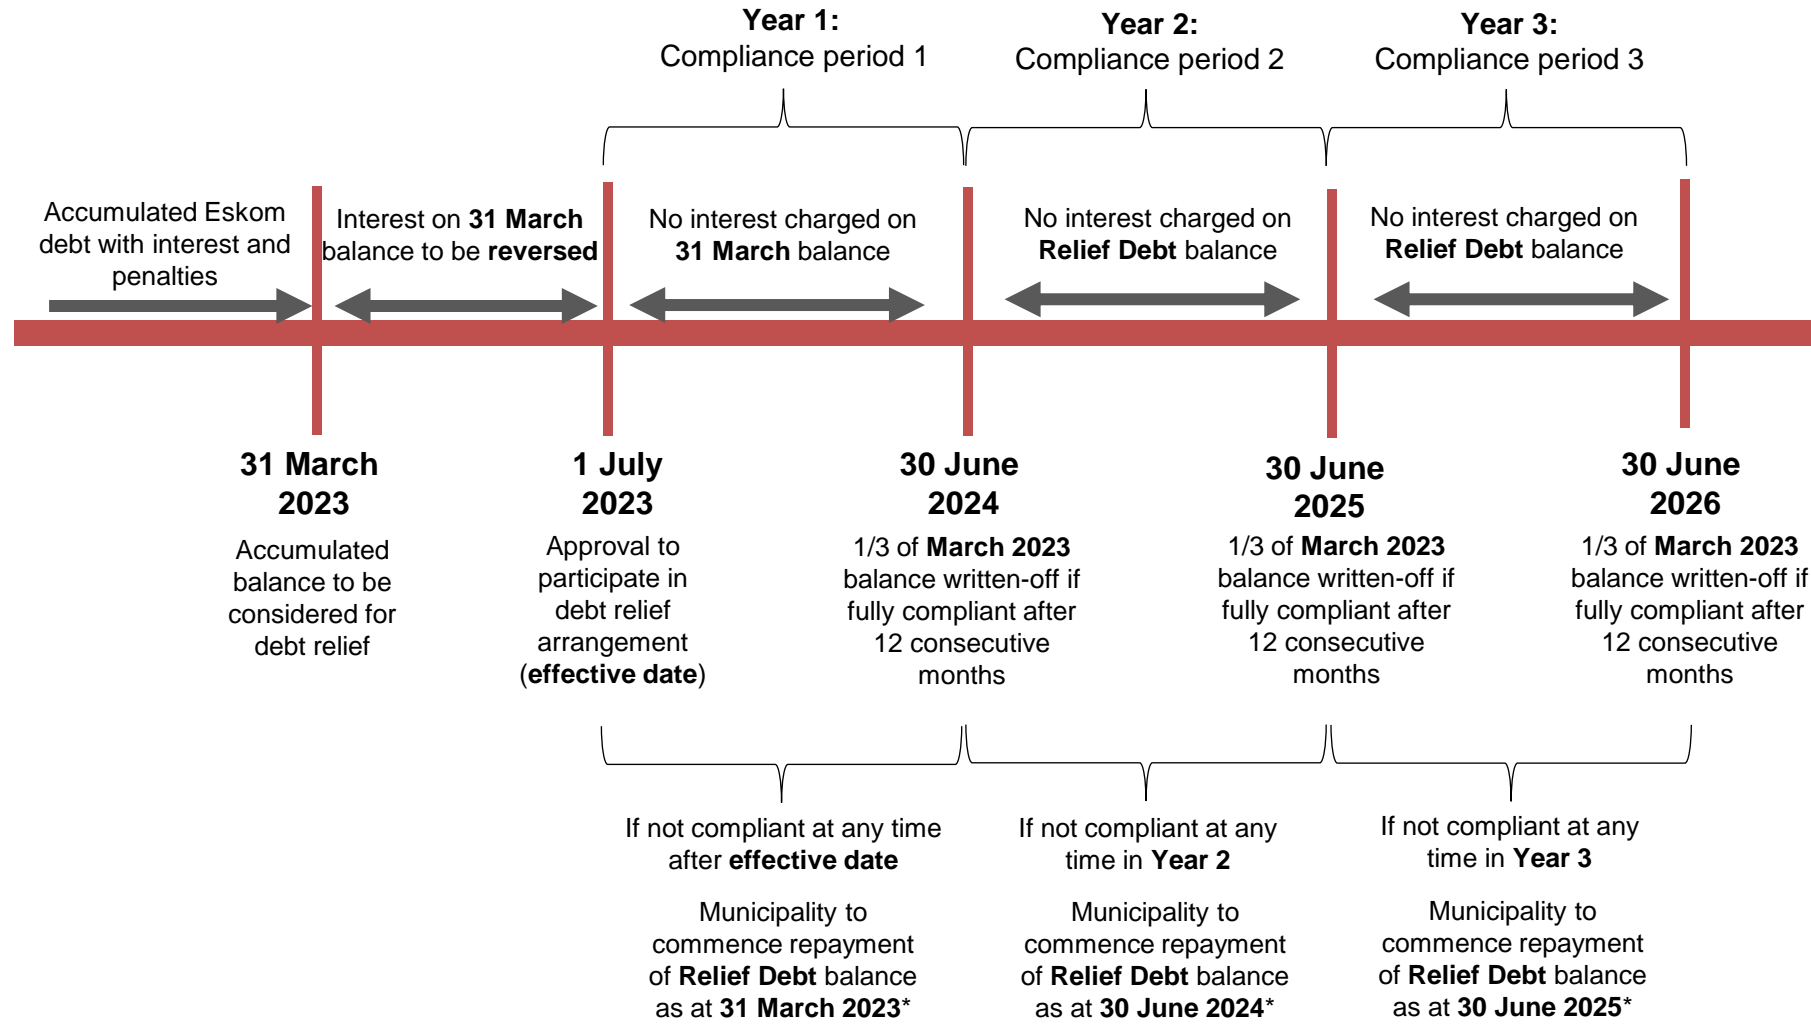 Year 1:
Compliance period 1
Year 2:
Compliance period 2
Year 3:
Compliance period 3
Accumulated Eskom
debt with interest and
penalties
Interest on 31 March
balance to be reversed
No interest charged on
31 March balance
No interest charged on
Relief Debt balance
No interest charged on
Relief Debt balance
31 March
2023
Accumulated
balance to be
considered for
debt relief
1 July
2023
Approval to
participate in
debt relief
arrangement
(effective date)
30 June
2024
1/3 of March 2023
balance written-off if
fully compliant after
12 consecutive
months
30 June
2025
1/3 of March 2023
balance written-off if
fully compliant after
12 consecutive
months
30 June
2026
1/3 of March 2023
balance written-off if
fully compliant after
12 consecutive
months
If not compliant at any time
after effective date
Municipality to
commence repayment
of Relief Debt balance
as at 31 March 2023*
If not compliant at any
time in Year 2
Municipality to
commence repayment
of Relief Debt balance
as at 30 June 2024*
If not compliant at any
time in Year 3
Municipality to
commence repayment
of Relief Debt balance
as at 30 June 2025*